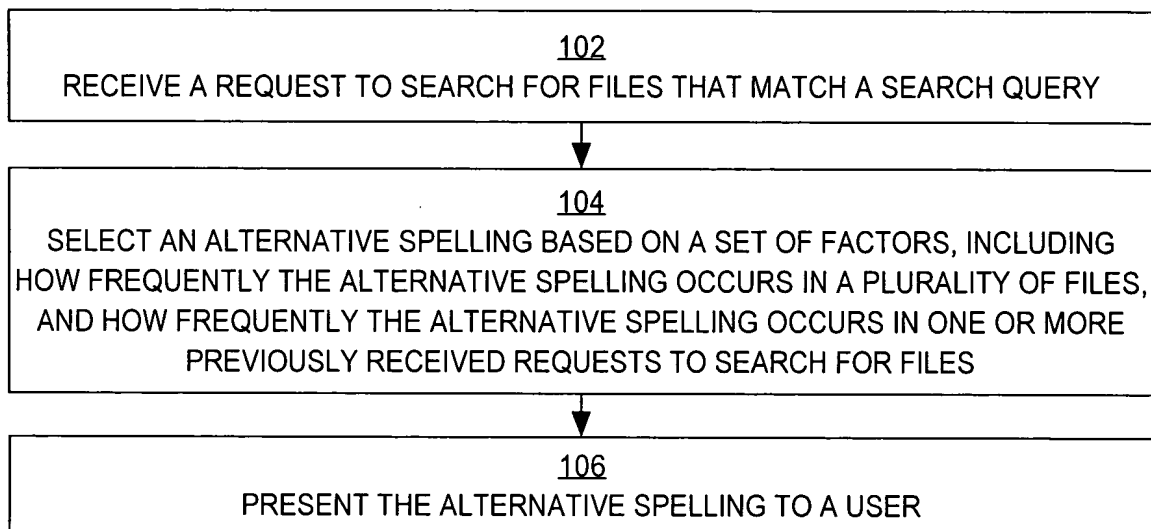 102
RECEIVE A REQUEST TO SEARCH FOR FILES THAT MATCH A SEARCH QUERY
104
SELECT AN ALTERNATIVE SPELLING BASED ON A SET OF FACTORS, INCLUDING
HOW FREQUENTLY THE ALTERNATIVE SPELLING OCCURS IN A PLURALITY OF FILES,
AND HOW FREQUENTLY THE ALTERNATIVE SPELLING OCCURS IN ONE OR MORE
PREVIOUSLY RECEIVED REQUESTS TO SEARCH FOR FILES
106
PRESENT THE ALTERNATIVE SPELLING TO A USER